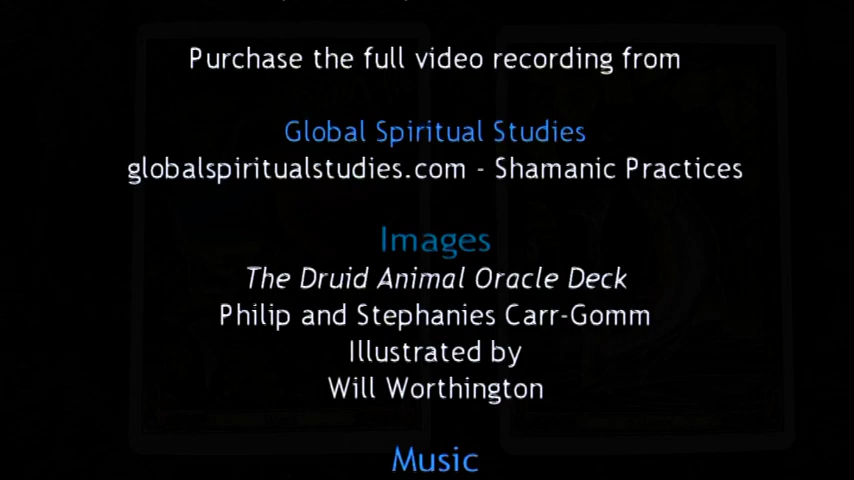 Purchase the full video recording from
Global Spiritual Studies
globalspiritualstudies.com - Shamanic Practices
Images
The Druid Animal Oracle Deck
Philip and Stephanies Carr-Gomm
Illustrated by
Will Worthington
Music